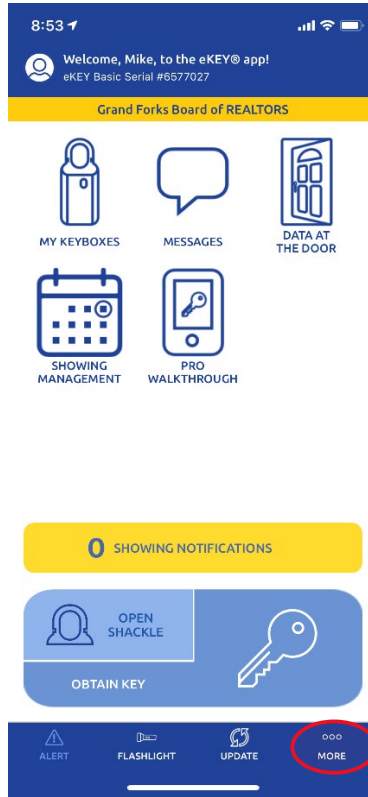 8:53
Welcome, Mike, to the eKEY® app!
eKEY Basic Serial #6577027
Grand Forks Board of REALTORS
MY KEYBOXES
MESSAGES
DATA AT
THE DOOR
SHOWING
MANAGEMENT
PRO
WALKTHROUGH
0 SHOWING NOTIFICATIONS
OPEN
SHACKLE
OBTAIN KEY
ALERT
FLASHLIGHT
UPDATE
MORE